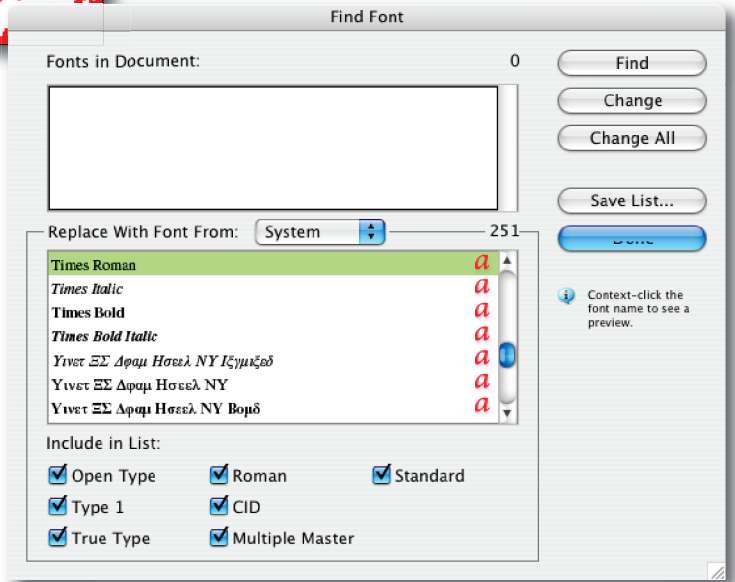 Find Font
Fonts in Document: 0
Find
Change
Change All
Save List...
Done
Replace With Font From: System 251
Times Roman a
Times Italic a
Times Bold a
Times Bold Italic a
Υινετ ΞΣ Δφαμ Ησεελ ΝΥ Ιξγμιξεδ a
Υινετ ΞΣ Δφαμ Ησεελ ΝΥ a
Υινετ ΞΣ Δφαμ Ησεελ ΝΥ Βομδ a
Context-click the
font name to see a
preview.
Include in List:
Open Type Roman Standard
Type 1 CID
True Type Multiple Master